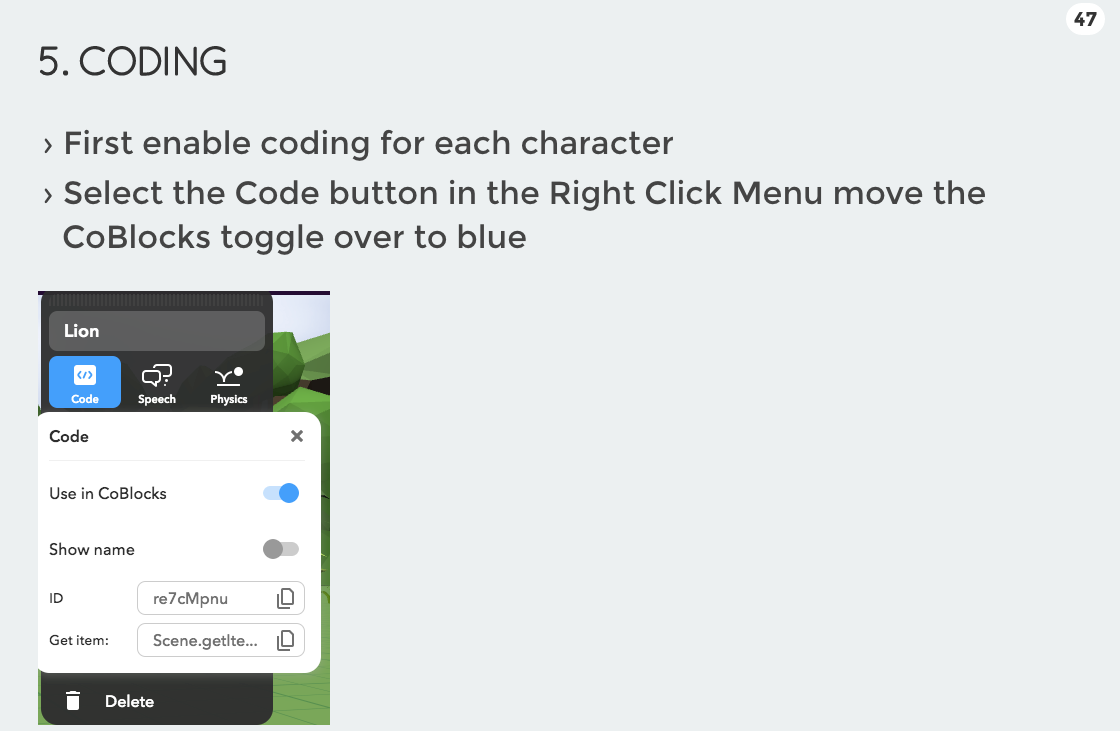 47
5. CODING
› First enable coding for each character
› Select the Code button in the Right Click Menu move the
CoBlocks toggle over to blue
Lion
Code Speech Physics
Code
Use in CoBlocks
Show name
ID re7cMpnu
Get item: Scene.getIte...
Delete